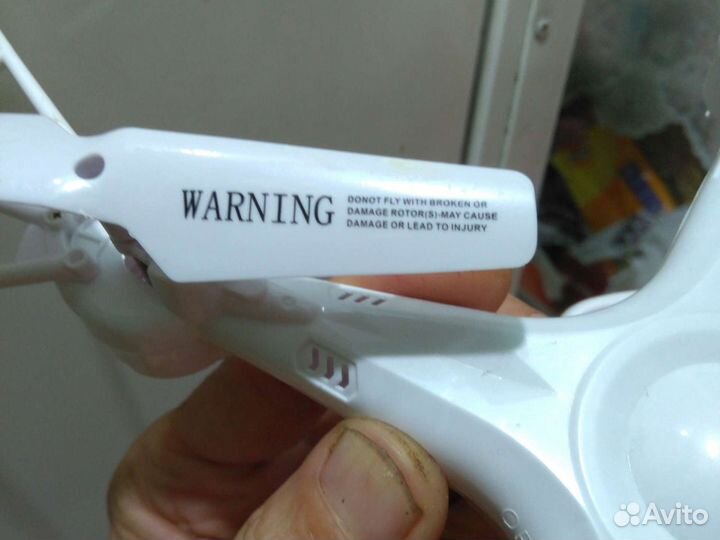 WARNING
DONOT FLY WITH BROKEN OR
DAMAGE ROTOR(S)-MAY CAUSE
DAMAGE OR LEAD TO INJURY
Avito